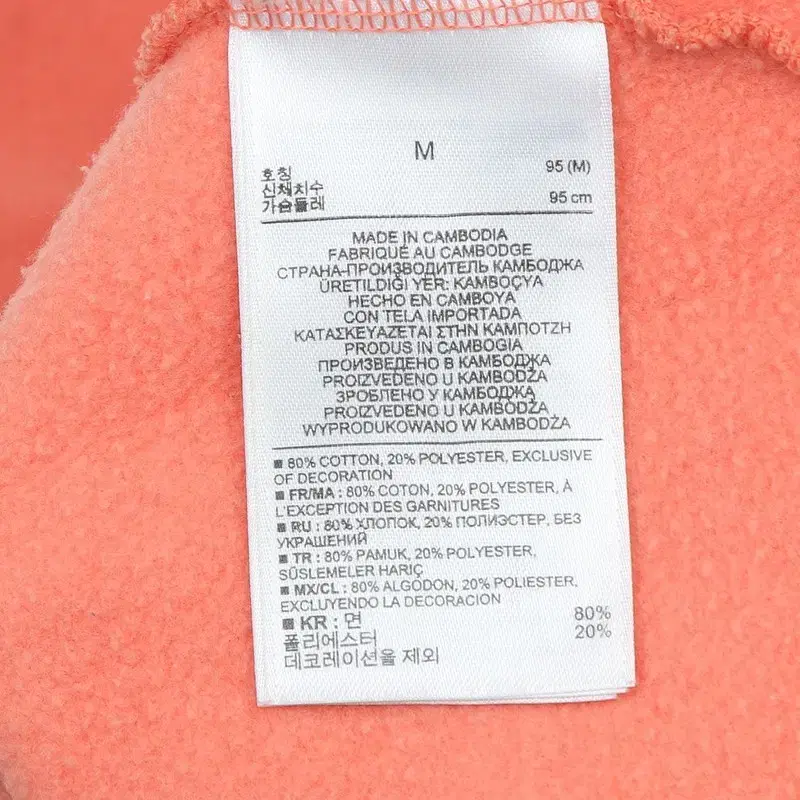 M
호칭 95 (M)
신체치수
가슴둘레 95 cm
MADE IN CAMBODIA
FABRIQUÉ AU CAMBODGE
СТРАНА-ПРОИЗВОДИТЕЛЬ КАМБОДЖА
ÜRETILDIĞI YER: KAMBOÇYA
HECHO EN CAMBOYA
CON TELA IMPORTADA
ΚΑΤΑΣΚΕΥΑΖΕΤΑΙ ΣΤΗΝ ΚΑΜΠΟΤΖΗ
PRODUS IN CAMBOGIA
ПРОИЗВЕДЕНО В КАМБОДЖА
PROIZVEDENO U KAMBODŽA
ЗРОБЛЕНО У КАМБОДЖА
PROIZVEDENO U KAMBODŽA
WYPRODUKOWANO W KAMBODŻA
■ 80% COTTON, 20% POLYESTER, EXCLUSIVE
OF DECORATION
■ FR/MA : 80% COTON, 20% POLYESTER, À
L'EXCEPTION DES GARNITURES
■ RU : 80% ХЛОПОК, 20% ПОЛИЭСТЕР, БЕЗ
УКРАШЕНИЙ
■ TR : 80% PAMUK, 20% POLYESTER,
SÜSLEMELER HARIÇ
■ MX/CL : 80% ALGODON, 20% POLIESTER,
EXCLUYENDO LA DECORACION
■ KR : 면 80%
폴리에스터 20%
데코레이션을 제외